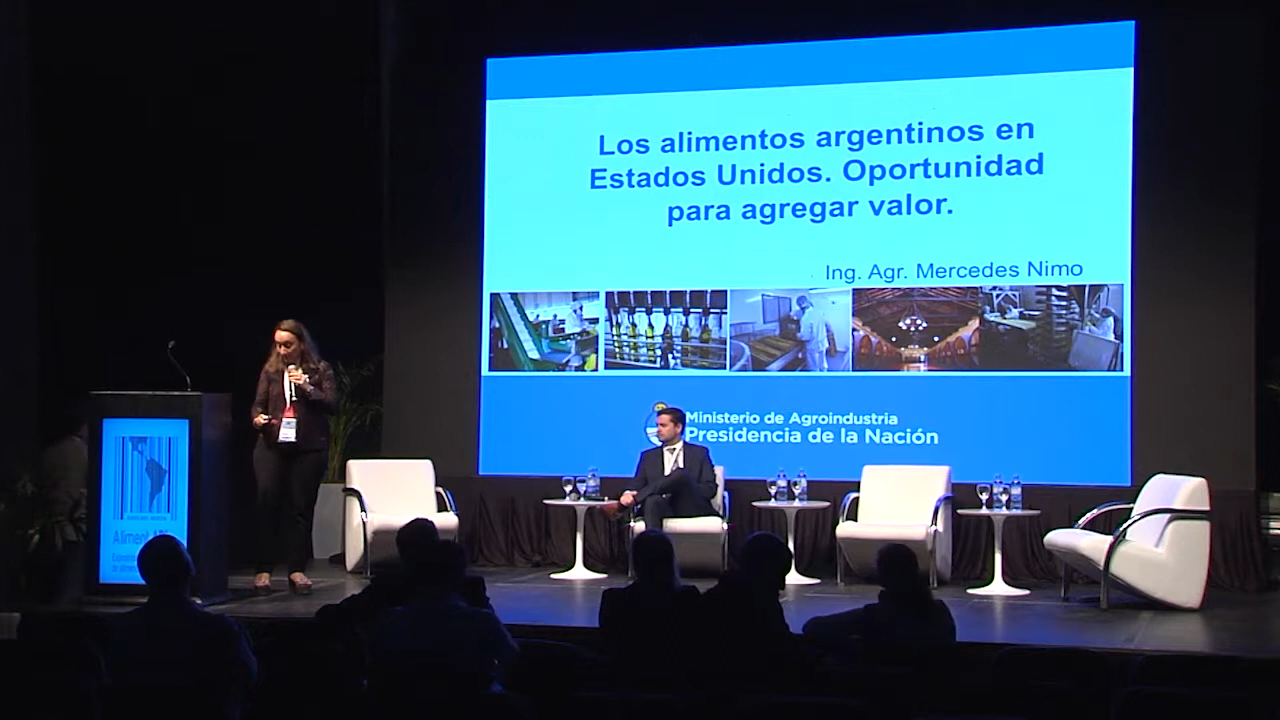 Los alimentos argentinos en
Estados Unidos. Oportunidad
para agregar valor.
Ing. Agr. Mercedes Nimo
Ministerio de Agroindustria
Presidencia de la Nación